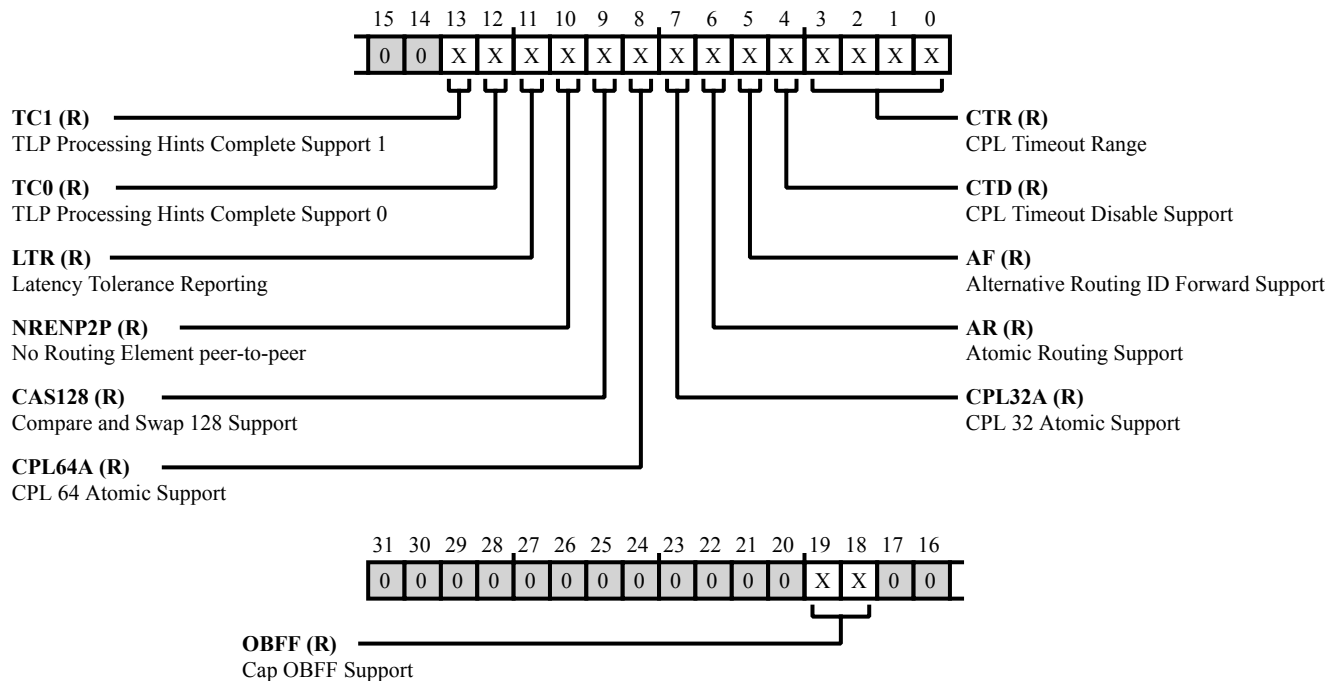 15 14 13 12 11 10 9 8 7 6 5 4 3 2 1 0
0 0 X X X X X X X X X X X X X X
TC1 (R)
TLP Processing Hints Complete Support 1
TC0 (R)
TLP Processing Hints Complete Support 0
LTR (R)
Latency Tolerance Reporting
NRENP2P (R)
No Routing Element peer-to-peer
CAS128 (R)
Compare and Swap 128 Support
CPL64A (R)
CPL 64 Atomic Support
CTR (R)
CPL Timeout Range
CTD (R)
CPL Timeout Disable Support
AF (R)
Alternative Routing ID Forward Support
AR (R)
Atomic Routing Support
CPL32A (R)
CPL 32 Atomic Support
31 30 29 28 27 26 25 24 23 22 21 20 19 18 17 16
0 0 0 0 0 0 0 0 0 0 0 0 X X 0 0
OBFF (R)
Cap OBFF Support